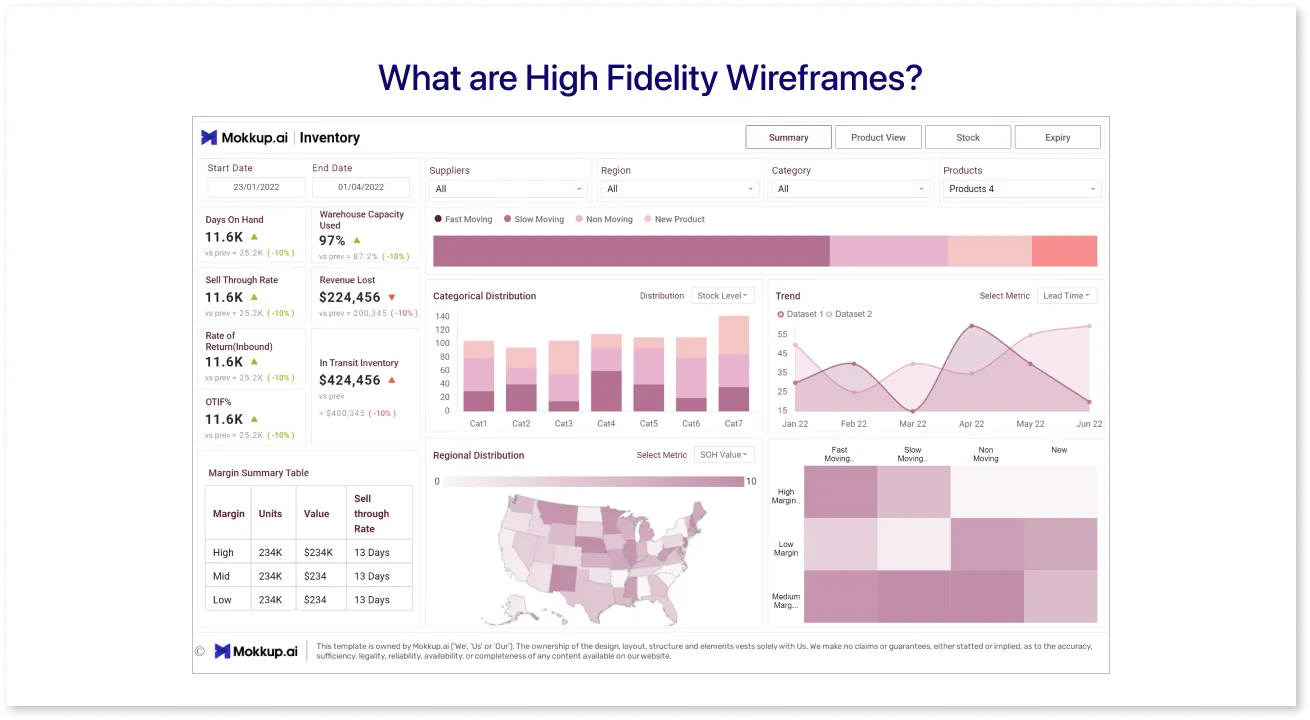 What are High Fidelity Wireframes?
Mokkup.ai | Inventory
Summary
Product View
Stock
Expiry
Start Date
End Date
23/01/2022
01/04/2022
Suppliers
All
Region
All
Category
All
Products
Products 4
Days On Hand
11.6K
vs prev = 25.2K (-10%)
Warehouse Capacity
Used
97%
vs prev = 87.2% (-10%)
Sell Through Rate
11.6K
vs prev = 25.2K (-10%)
Revenue Lost
$224,456
vs prev = 200,345 (-10%)
Rate of
Return(Inbound)
11.6K
vs prev = 25.2K (-10%)
In Transit Inventory
$424,456
vs prev
= $400,345 (-10%)
OTIF%
11.6K
vs prev = 25.2K (-10%)
Fast Moving
Slow Moving
Non Moving
New Product
Categorical Distribution
Distribution
Stock Level
140
120
100
80
60
40
20
0
Cat1 Cat2 Cat3 Cat4 Cat5 Cat6 Cat7
Trend
Select Metric
Lead Time
Dataset 1 Dataset 2
55
45
35
25
15
Jan 22 Feb 22 Mar 22 Apr 22 May 22 Jun 22
Margin Summary Table
Margin Units Value Sell
through
Rate
High 234K $234K 13 Days
Mid 234K $234 13 Days
Low 234K $234 13 Days
Regional Distribution
Select Metric
SOH Value
0
10
Fast
Moving..
Slow
Moving..
Non
Moving
New
High
Margin..
Low
Margin
Medium
Marg...
© Mokkup.ai
This template is owned by Mokkup.ai ('We', 'Us' or 'Our'). The ownership of the design, layout, structure and elements vests solely with Us. We make no claims or guarantees, either statted or implied, as to the accuracy,
sufficiency, legality, reliability, availability, or completeness of any content available on our website.